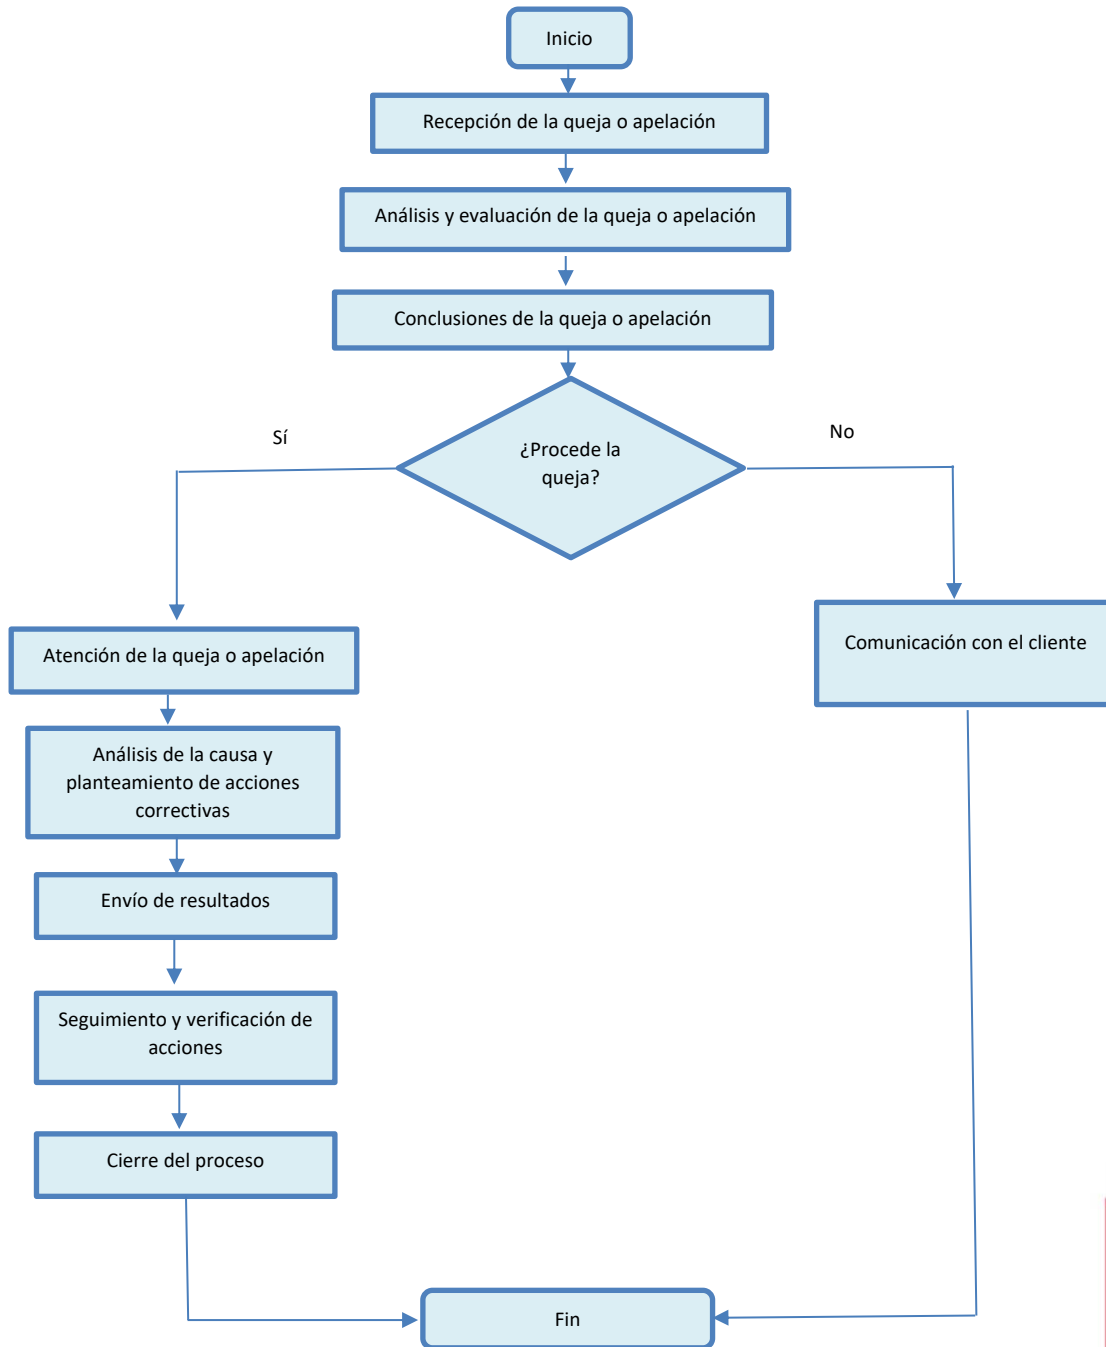 Inicio
Recepción de la queja o apelación
Análisis y evaluación de la queja o apelación
Conclusiones de la queja o apelación
¿Procede la
queja?
Sí
No
Atención de la queja o apelación
Comunicación con el cliente
Análisis de la causa y
planteamiento de acciones
correctivas
Envío de resultados
Seguimiento y verificación de
acciones
Cierre del proceso
Fin